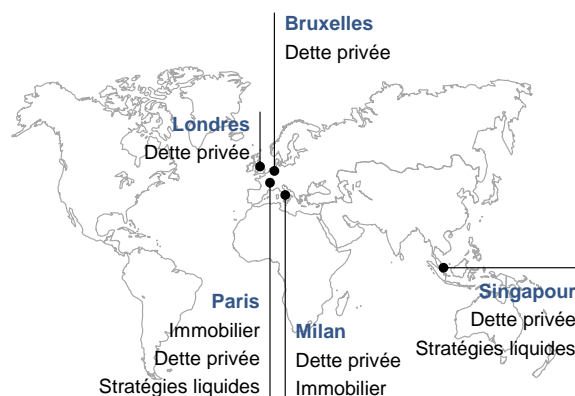 Bruxelles
Dette privée
Londres
Dette privée
Paris
Immobilier
Dette privée
Stratégies liquides
Milan
Dette privée
Immobilier
Singapour
Dette privée
Stratégies liquides